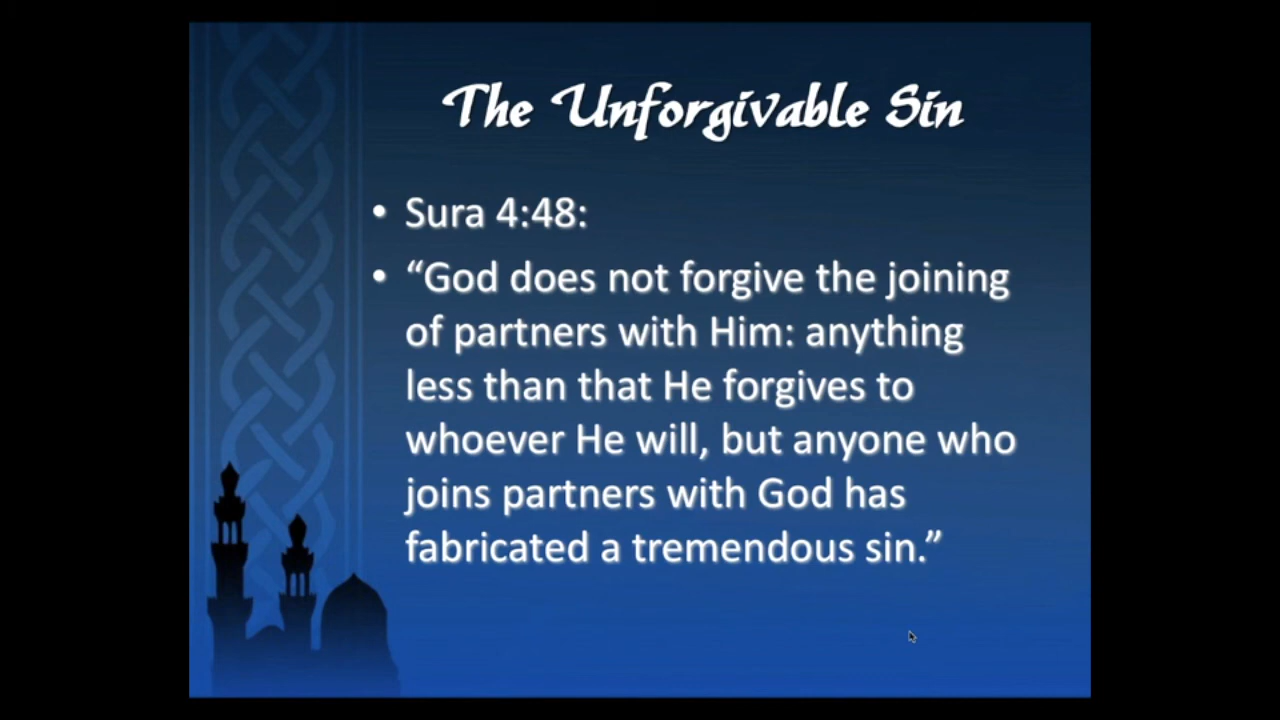 The Unforgivable Sin
• Sura 4:48:
• “God does not forgive the joining
of partners with Him: anything
less than that He forgives to
whoever He will, but anyone who
joins partners with God has
fabricated a tremendous sin.”